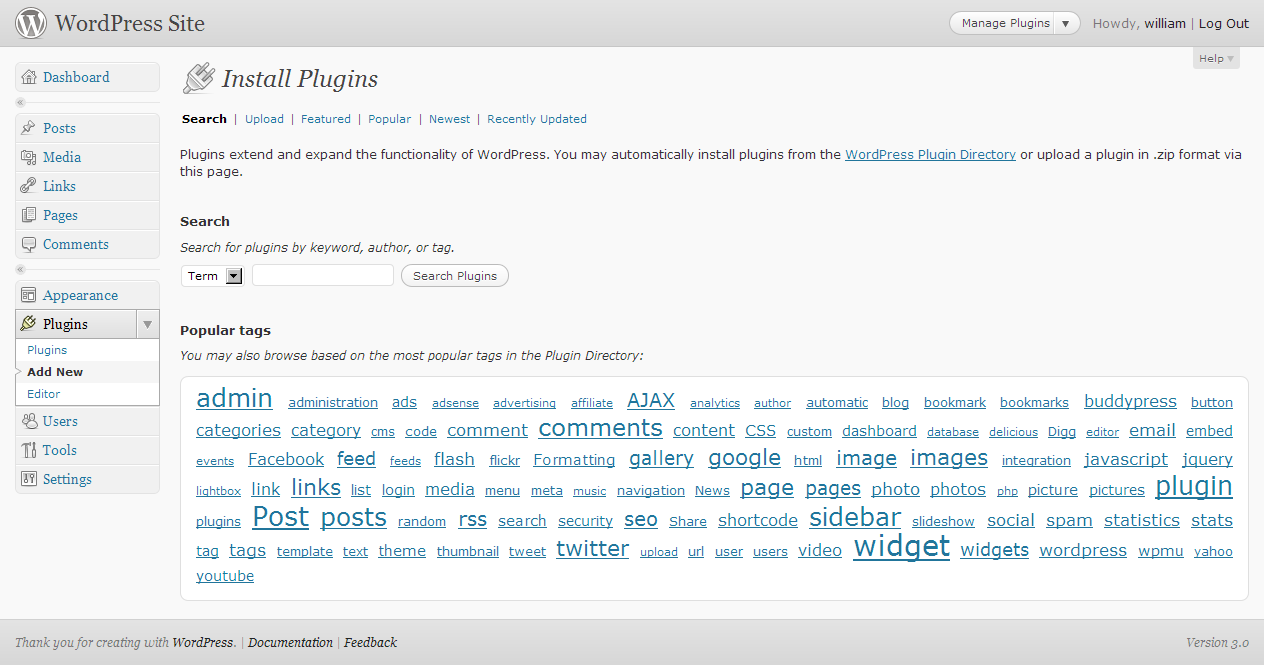 WordPress Site
Manage Plugins
Howdy, william | Log Out
Help
Dashboard
Posts
Media
Links
Pages
Comments
Appearance
Plugins
Plugins
Add New
Editor
Users
Tools
Settings
Install Plugins
Search | Upload | Featured | Popular | Newest | Recently Updated
Plugins extend and expand the functionality of WordPress. You may automatically install plugins from the WordPress Plugin Directory or upload a plugin in .zip format via
this page.
Search
Search for plugins by keyword, author, or tag.
Term Search Plugins
Popular tags
You may also browse based on the most popular tags in the Plugin Directory:
admin administration ads adsense advertising affiliate AJAX analytics author automatic blog bookmark bookmarks buddypress button
categories category cms code comment comments content CSS custom dashboard database delicious Digg editor email embed
events Facebook feed feeds flash flickr Formatting gallery google html image images integration javascript jquery
lightbox link links list login media menu meta music navigation News page pages photo photos php picture pictures plugin
plugins Post posts random rss search security seo Share shortcode sidebar slideshow social spam statistics stats
tag tags template text theme thumbnail tweet twitter upload url user users video widget widgets wordpress wpmu yahoo
youtube
Thank you for creating with WordPress. | Documentation | Feedback
Version 3.0